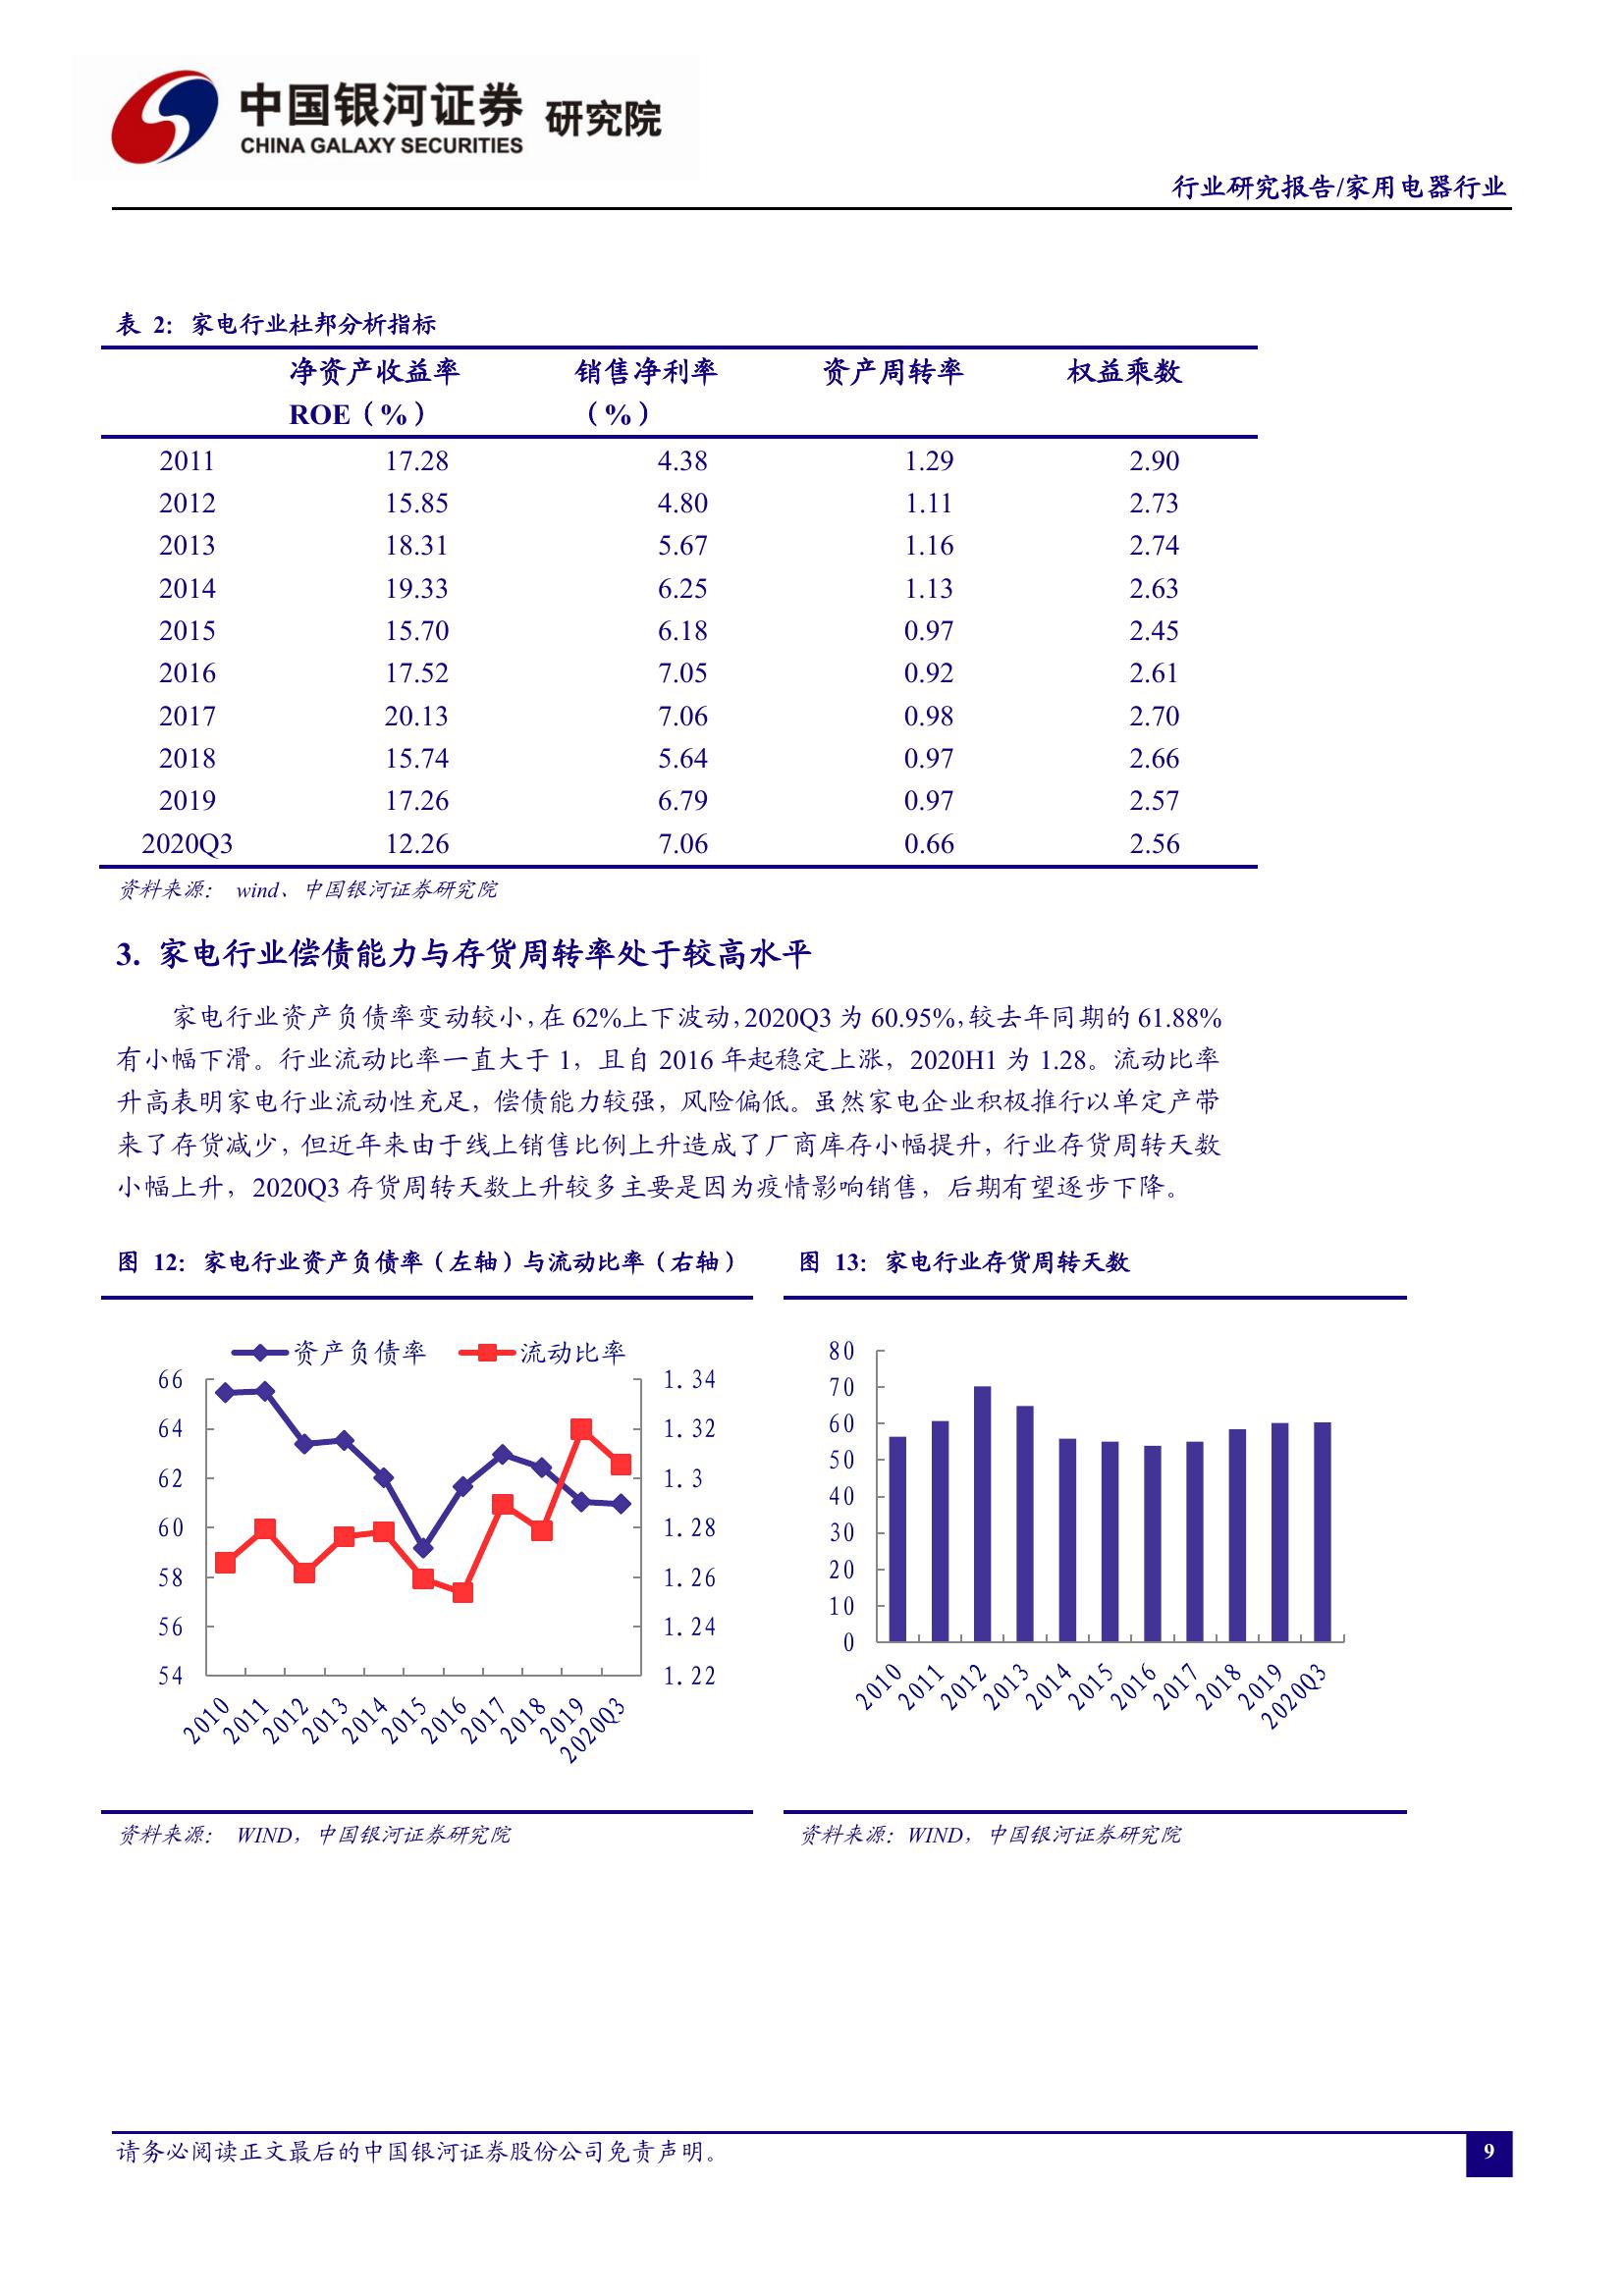 中国银河证券 研究院
CHINA GALAXY SECURITIES
行业研究报告/家用电器行业
表 2：家电行业杜邦分析指标
净资产收益率 销售净利率 资产周转率 权益乘数
ROE（%） （%）
2011 17.28 4.38 1.29 2.90
2012 15.85 4.80 1.11 2.73
2013 18.31 5.67 1.16 2.74
2014 19.33 6.25 1.13 2.63
2015 15.70 6.18 0.97 2.45
2016 17.52 7.05 0.92 2.61
2017 20.13 7.06 0.98 2.70
2018 15.74 5.64 0.97 2.66
2019 17.26 6.79 0.97 2.57
2020Q3 12.26 7.06 0.66 2.56
资料来源： wind、中国银河证券研究院
3. 家电行业偿债能力与存货周转率处于较高水平
家电行业资产负债率变动较小，在 62%上下波动，2020Q3 为 60.95%，较去年同期的 61.88%
有小幅下滑。行业流动比率一直大于 1，且自 2016 年起稳定上涨，2020H1 为 1.28。流动比率
升高表明家电行业流动性充足，偿债能力较强，风险偏低。虽然家电企业积极推行以单定产带
来了存货减少，但近年来由于线上销售比例上升造成了厂商库存小幅提升，行业存货周转天数
小幅上升，2020Q3 存货周转天数上升较多主要是因为疫情影响销售，后期有望逐步下降。
图 12：家电行业资产负债率（左轴）与流动比率（右轴）
资产负债率 流动比率
66
64
62
60
58
56
54
1.34
1.32
1.3
1.28
1.26
1.24
1.22
2010 2011 2012 2013 2014 2015 2016 2017 2018 2019 2020Q3
资料来源： WIND，中国银河证券研究院
图 13：家电行业存货周转天数
80
70
60
50
40
30
20
10
0
2010 2011 2012 2013 2014 2015 2016 2017 2018 2019 2020Q3
资料来源：WIND，中国银河证券研究院
请务必阅读正文最后的中国银河证券股份公司免责声明。
9